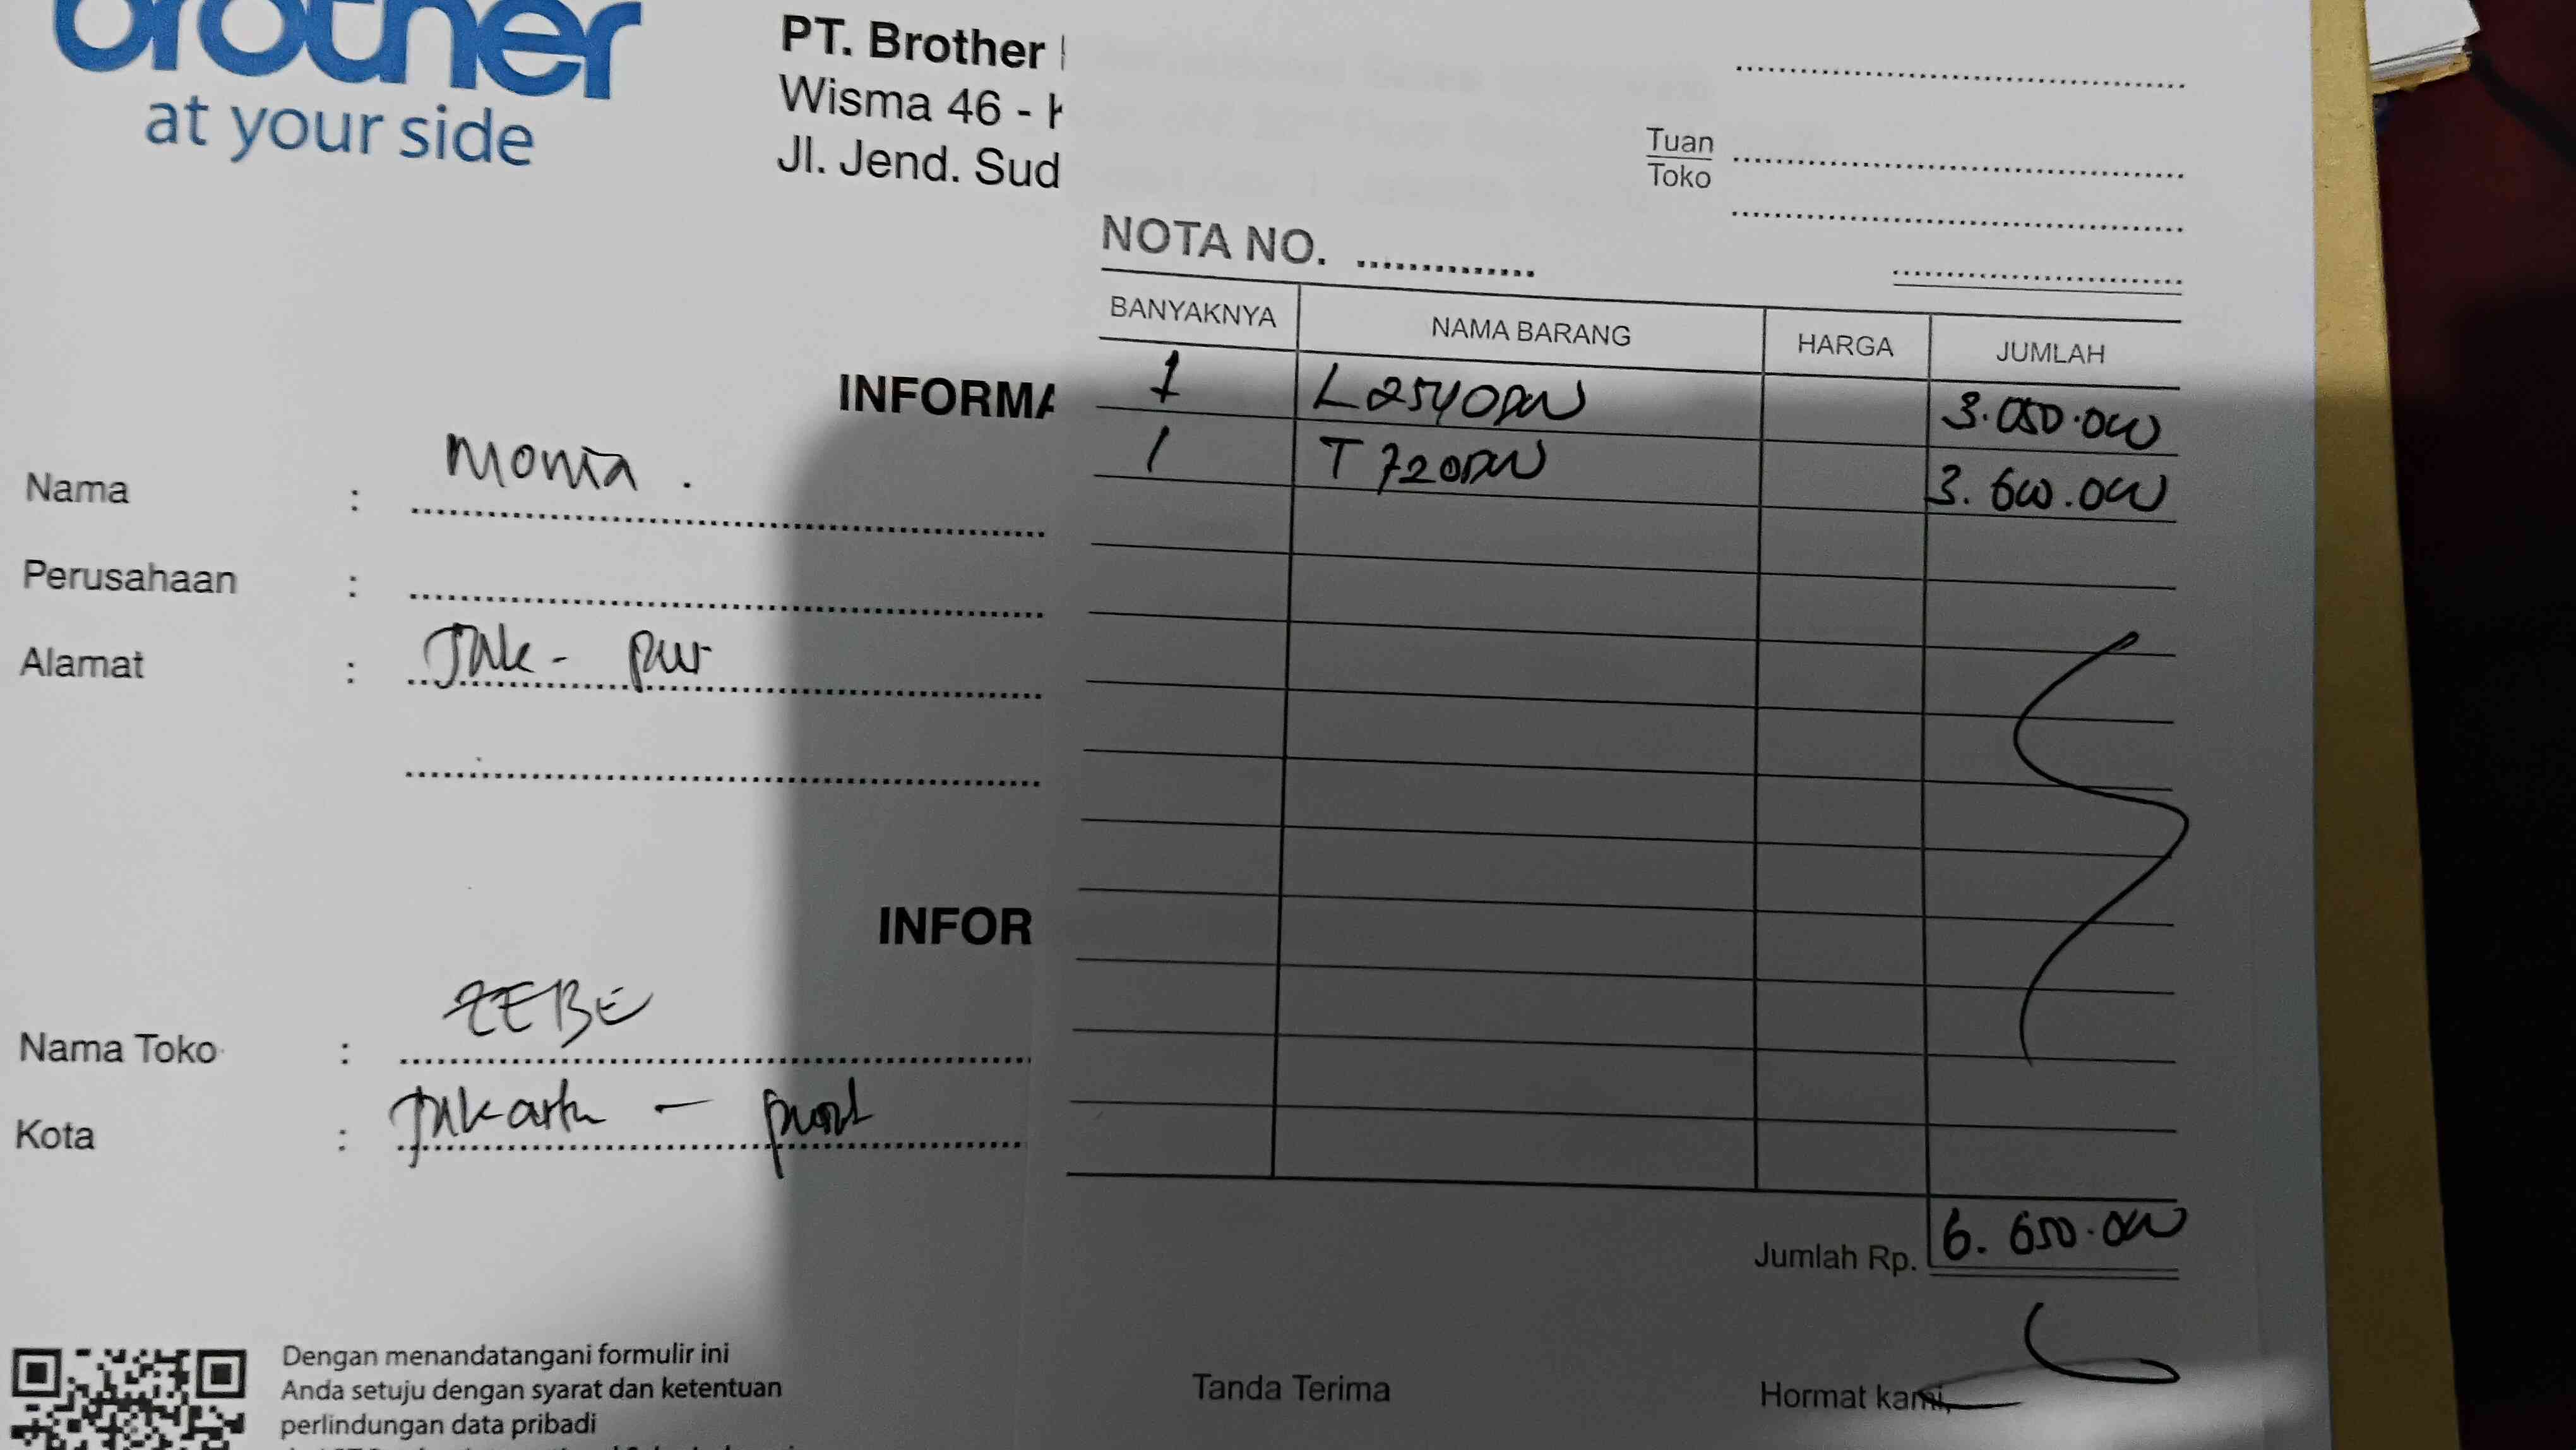 brother
at your side
PT. Brother
Wisma 46 -
Jl. Jend. Sud
INFORMA
Nama :
Perusahaan :
Alamat :
INFOR
Nama Toko : ZEBE
Kota : Jakarta -
Dengan menandatangani formulir ini
Anda setuju dengan syarat dan ketentuan
perlindungan data pribadi
Tuan
Toko
NOTA NO.
BANYAKNYA NAMA BARANG HARGA JUMLAH
1 L2540DW 3.050.000
1 T720DW 3.600.000
Jumlah Rp. 6.650.000
Tanda Terima Hormat kami,